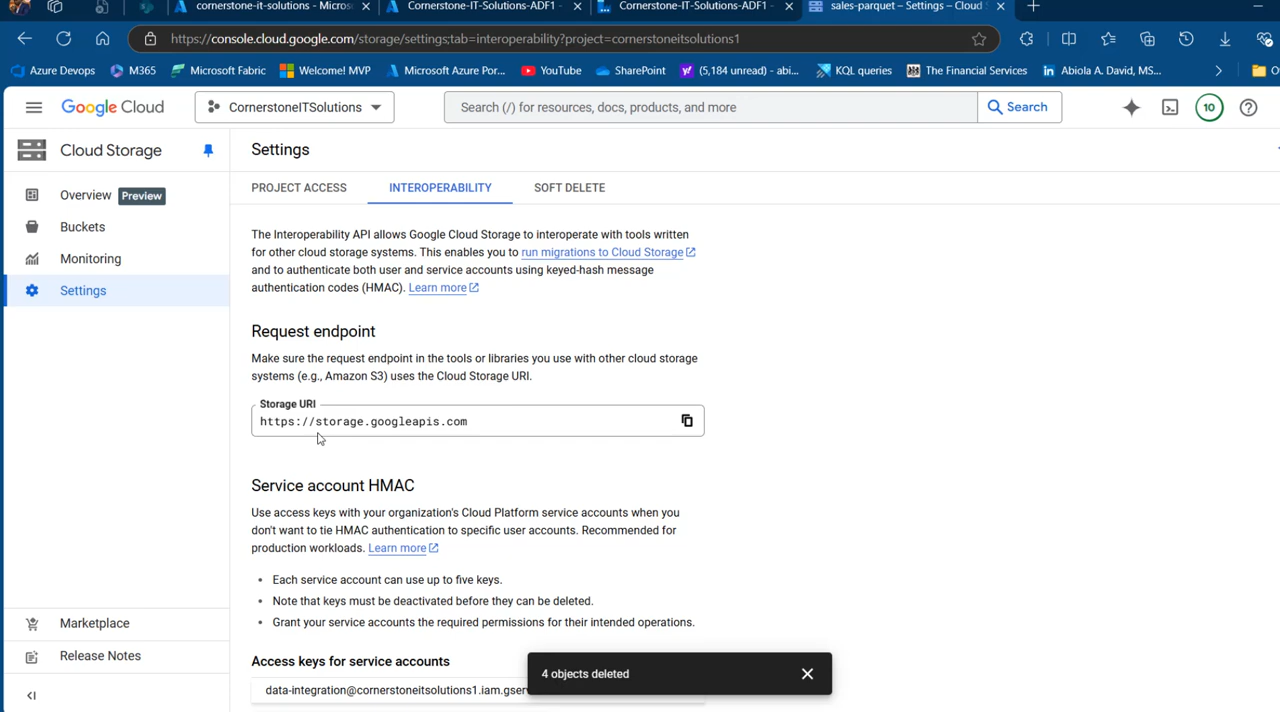 cornerstone-it-solutions - Micros
Cornerstone-IT-Solutions-ADF1 -
Cornerstone-IT-Solutions-ADF1 -
sales-parquet – Settings – Cloud S
https://console.cloud.google.com/storage/settings;tab=interoperability?project=cornerstoneitsolutions1
Azure Devops
M365
Microsoft Fabric
Welcome! MVP
Microsoft Azure Por...
YouTube
SharePoint
(5,184 unread) - abi...
KQL queries
The Financial Services
Abiola A. David, MS...
Google Cloud
CornerstoneITSolutions
Search (/) for resources, docs, products, and more
Search
10
Cloud Storage
Settings
PROJECT ACCESS
INTEROPERABILITY
SOFT DELETE
Overview Preview
Buckets
Monitoring
Settings
The Interoperability API allows Google Cloud Storage to interoperate with tools written
for other cloud storage systems. This enables you to run migrations to Cloud Storage
and to authenticate both user and service accounts using keyed-hash message
authentication codes (HMAC). Learn more
Request endpoint
Make sure the request endpoint in the tools or libraries you use with other cloud storage
systems (e.g., Amazon S3) uses the Cloud Storage URI.
Storage URI
https://storage.googleapis.com
Service account HMAC
Use access keys with your organization's Cloud Platform service accounts when you
don't want to tie HMAC authentication to specific user accounts. Recommended for
production workloads. Learn more
• Each service account can use up to five keys.
• Note that keys must be deactivated before they can be deleted.
• Grant your service accounts the required permissions for their intended operations.
Access keys for service accounts
data-integration@cornerstoneitsolutions1.iam.gserv
4 objects deleted
Marketplace
Release Notes